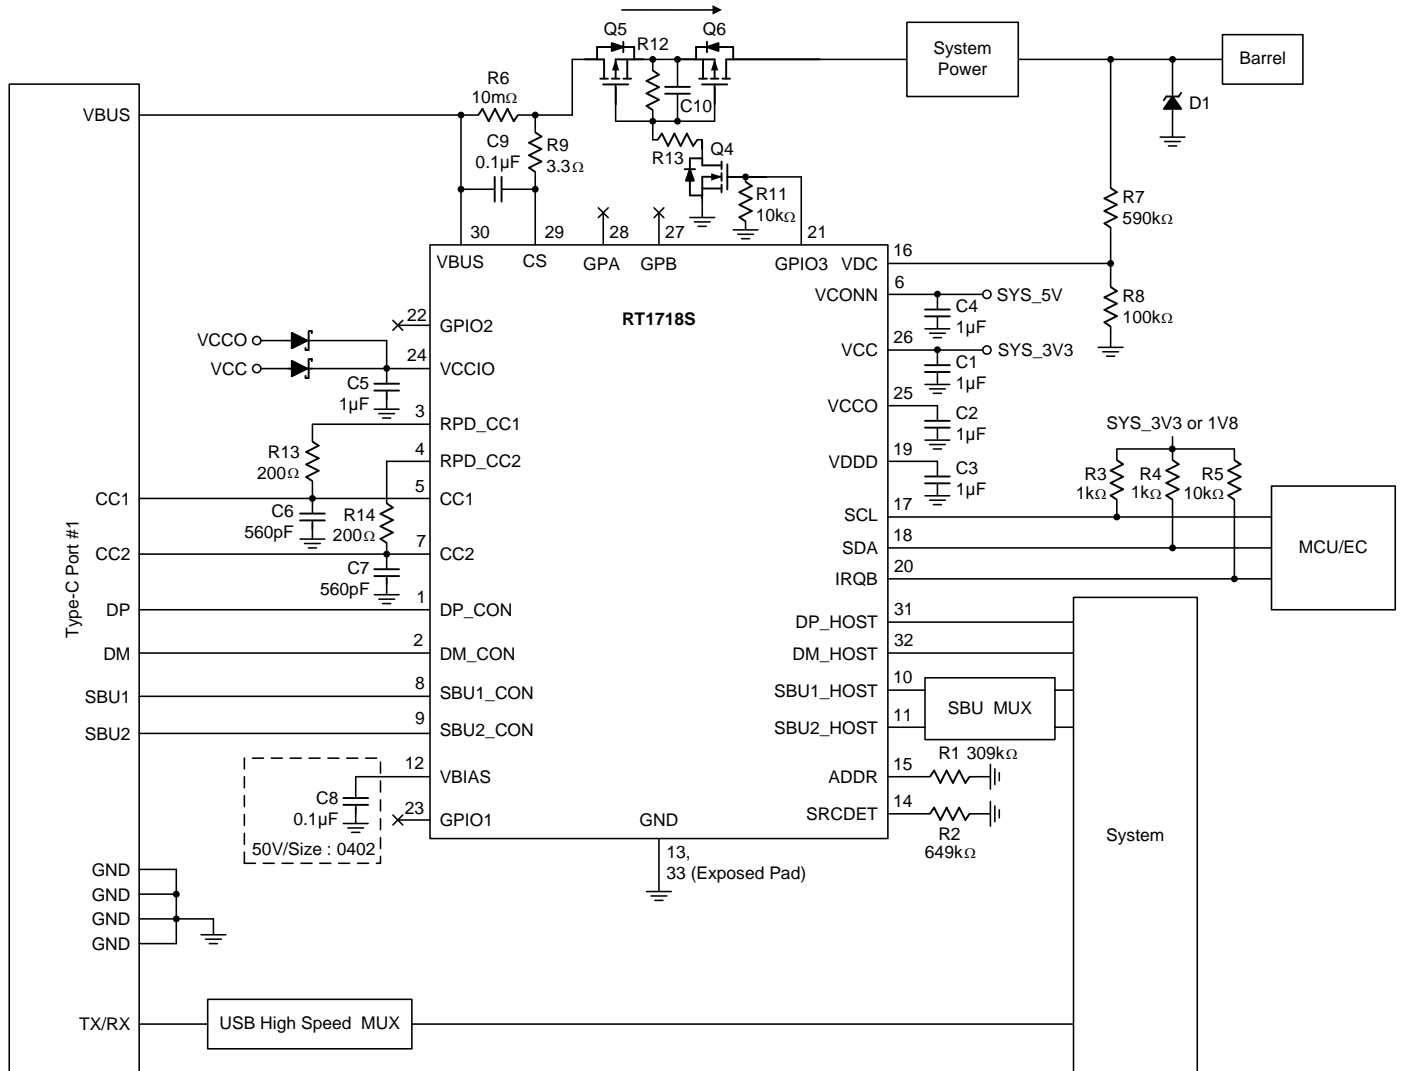 Q5
R12
Q6
System
Power
Barrel
R6
10mΩ
C10
D1
VBUS
C9
0.1µF
R9
3.3Ω
R13
Q4
R11
10kΩ
R7
590kΩ
30
29
28
27
21
16
VBUS
CS
GPA
GPB
GPIO3
VDC
6
VCONN
SYS_5V
C4
1µF
R8
100kΩ
RT1718S
22
GPIO2
VCCO
VCC
24
VCCIO
C5
1µF
26
VCC
SYS_3V3
C1
1µF
25
VCCO
C2
1µF
19
VDDD
C3
1µF
3
RPD_CC1
R13
200Ω
4
RPD_CC2
5
CC1
CC1
C6
560pF
R14
200Ω
7
CC2
CC2
C7
560pF
SYS_3V3 or 1V8
R3
1kΩ
R4
1kΩ
R5
10kΩ
17
SCL
18
SDA
20
IRQB
MCU/EC
Type-C Port #1
DP
1
DP_CON
DM
2
DM_CON
SBU1
8
SBU1_CON
SBU2
9
SBU2_CON
31
DP_HOST
32
DM_HOST
10
SBU1_HOST
11
SBU2_HOST
SBU MUX
R1 309kΩ
15
ADDR
14
SRCDET
R2
649kΩ
12
VBIAS
C8
0.1µF
23
GPIO1
50V/Size : 0402
GND
13,
33 (Exposed Pad)
System
GND
GND
GND
GND
TX/RX
USB High Speed MUX